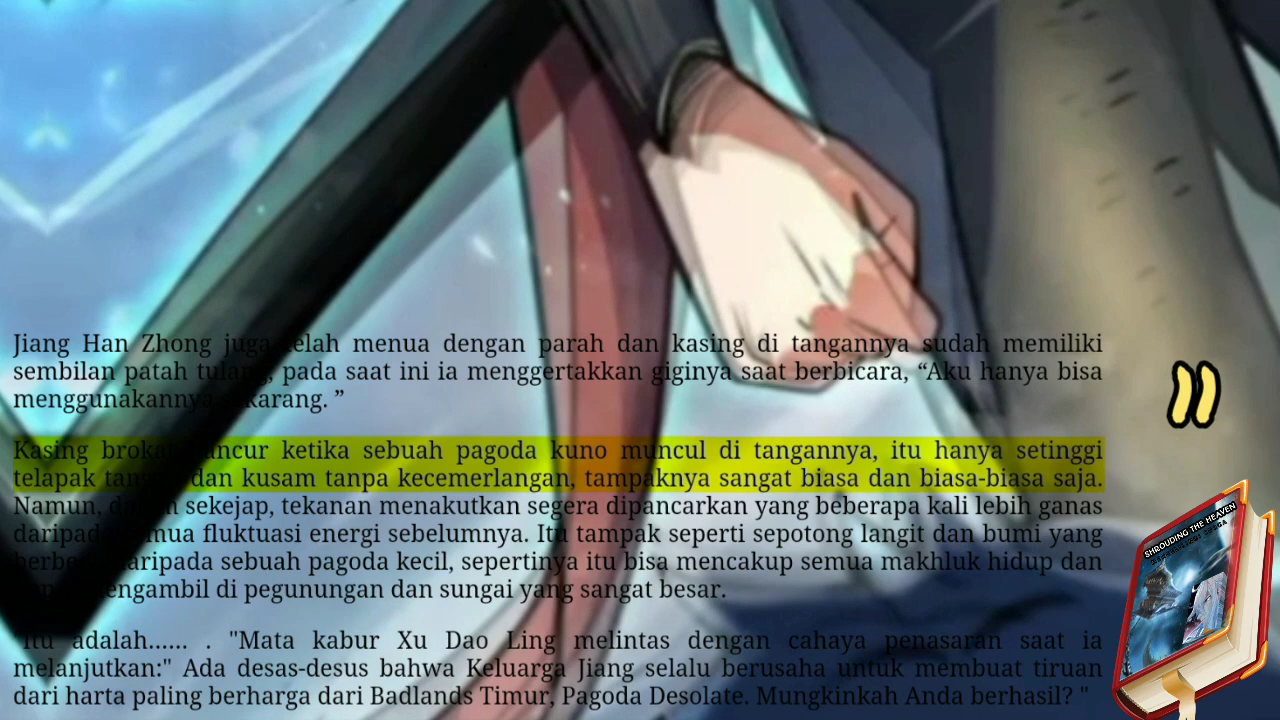 Jiang Han Zhong juga telah menua dengan parah dan kasing di tangannya sudah memiliki
sembilan patah tulang, pada saat ini ia menggertakkan giginya saat berbicara, “Aku hanya bisa
menggunakannya sekarang. ”
Kasing brokat hancur ketika sebuah pagoda kuno muncul di tangannya, itu hanya setinggi
telapak tangan dan kusam tanpa kecemerlangan, tampaknya sangat biasa dan biasa-biasa saja.
Namun, dalam sekejap, tekanan menakutkan segera dipancarkan yang beberapa kali lebih ganas
daripada semua fluktuasi energi sebelumnya. Itu tampak seperti sepotong langit dan bumi yang
berbeda daripada sebuah pagoda kecil, sepertinya itu bisa mencakup semua makhluk hidup dan
mengambil di pegunungan dan sungai yang sangat besar.
"Itu adalah...... . "Mata kabur Xu Dao Ling melintas dengan cahaya penasaran saat ia
melanjutkan:" Ada desas-desus bahwa Keluarga Jiang selalu berusaha untuk membuat tiruan
dari harta paling berharga dari Badlands Timur, Pagoda Desolate. Mungkinkah Anda berhasil? "
SHROUDING THE HEAVEN